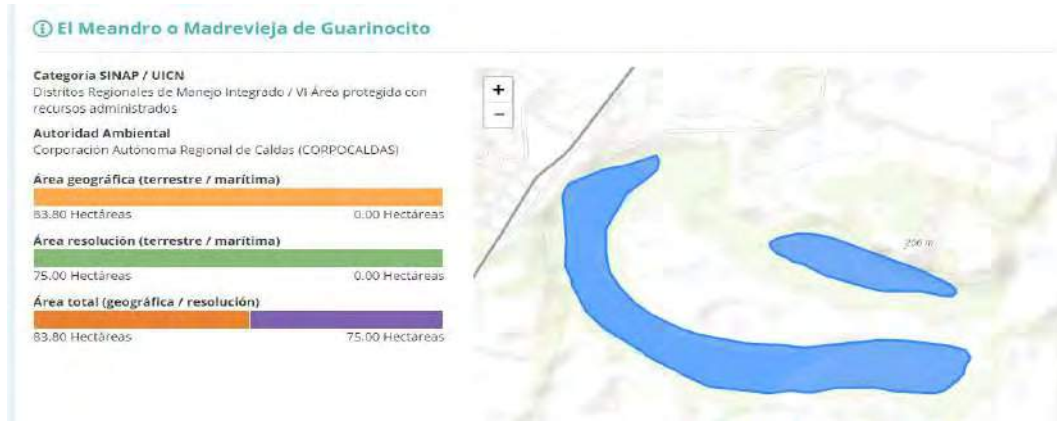 El Meandro o Madrevieja de Guarinocito
Categoría SINAP / UICN
Distritos Regionales de Manejo Integrado / VI Área protegida con
recursos administrados
Autoridad Ambiental
Corporación Autónoma Regional de Caldas (CORPOCALDAS)
Área geográfica (terrestre / marítima)
83.80 Hectáreas 0.00 Hectáreas
Área resolución (terrestre / marítima)
75.00 Hectáreas 0.00 Hectáreas
Área total (geográfica / resolución)
83.80 Hectáreas 75.00 Hectáreas
+
−